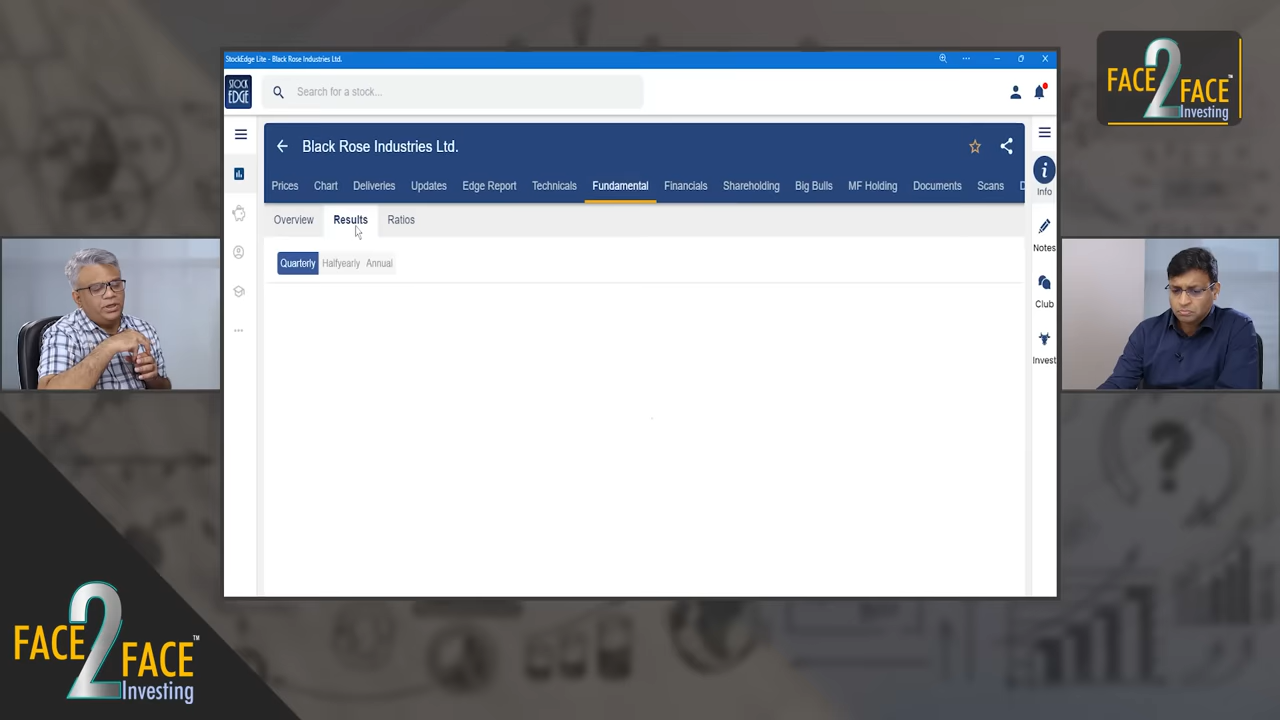 StockEdge Lite - Black Rose Industries Ltd.
STOCK
EDGE
Search for a stock...
Black Rose Industries Ltd.
Prices Chart Deliveries Updates Edge Report Technicals Fundamental Financials Shareholding Big Bulls MF Holding Documents Scans D
Overview Results Ratios
Quarterly Halfyearly Annual
Info
Notes
Club
Invest
FACE 2 FACE ™
Investing
FACE 2 FACE ™
Investing